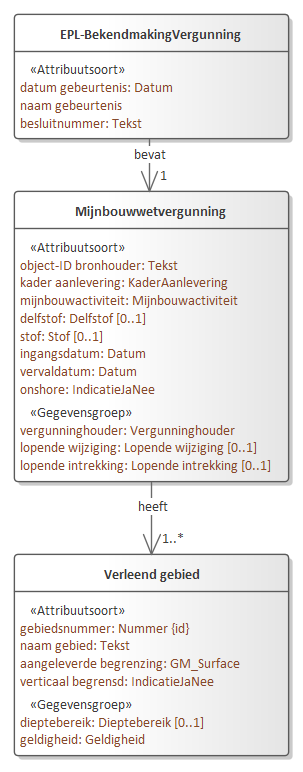 EPL-BekendmakingVergunning
«Attribuutsoort»
datum gebeurtenis: Datum
naam gebeurtenis
besluitnummer: Tekst
bevat
1
Mijnbouwwetvergunning
«Attribuutsoort»
object-ID bronhouder: Tekst
kader aanlevering: KaderAanlevering
mijnbouwactiviteit: Mijnbouwactiviteit
delfstof: Delfstof [0..1]
stof: Stof [0..1]
ingangsdatum: Datum
vervaldatum: Datum
onshore: IndicatieJaNee
«Gegevensgroep»
vergunninghouder: Vergunninghouder
lopende wijziging: Lopende wijziging [0..1]
lopende intrekking: Lopende intrekking [0..1]
heeft
1..*
Verleend gebied
«Attribuutsoort»
gebiedsnummer: Nummer {id}
naam gebied: Tekst
aangeleverde begrenzing: GM_Surface
verticaal begrensd: IndicatieJaNee
«Gegevensgroep»
dieptebereik: Dieptebereik [0..1]
geldigheid: Geldigheid